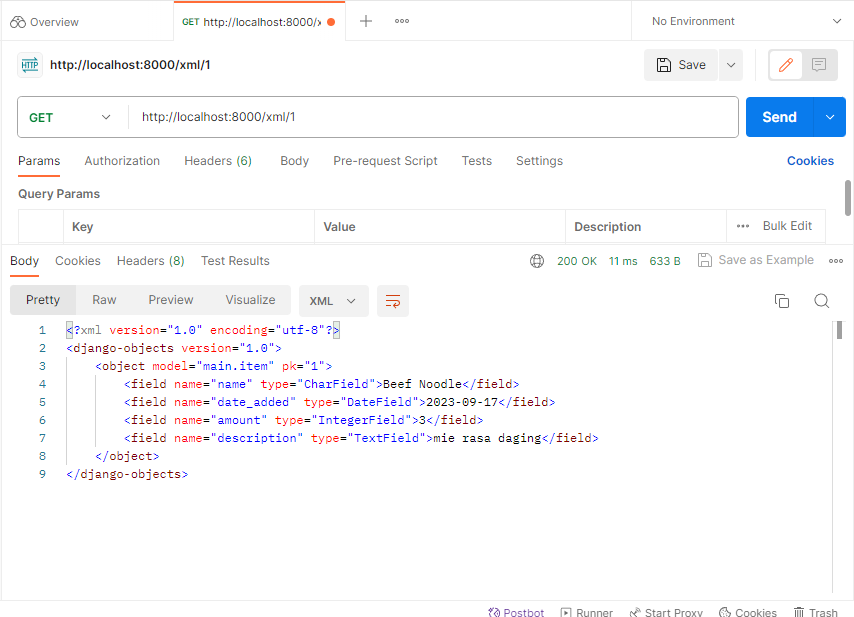 Overview
GET http://localhost:8000/x
No Environment
HTTP http://localhost:8000/xml/1
Save
GET http://localhost:8000/xml/1 Send
Params Authorization Headers (6) Body Pre-request Script Tests Settings Cookies
Query Params
Key Value Description Bulk Edit
Body Cookies Headers (8) Test Results 200 OK 11 ms 633 B Save as Example
Pretty Raw Preview Visualize XML
1 <?xml version="1.0" encoding="utf-8"?>
2 <django-objects version="1.0">
3 <object model="main.item" pk="1">
4 <field name="name" type="CharField">Beef Noodle</field>
5 <field name="date_added" type="DateField">2023-09-17</field>
6 <field name="amount" type="IntegerField">3</field>
7 <field name="description" type="TextField">mie rasa daging</field>
8 </object>
9 </django-objects>
Postbot Runner Start Proxy Cookies Trash